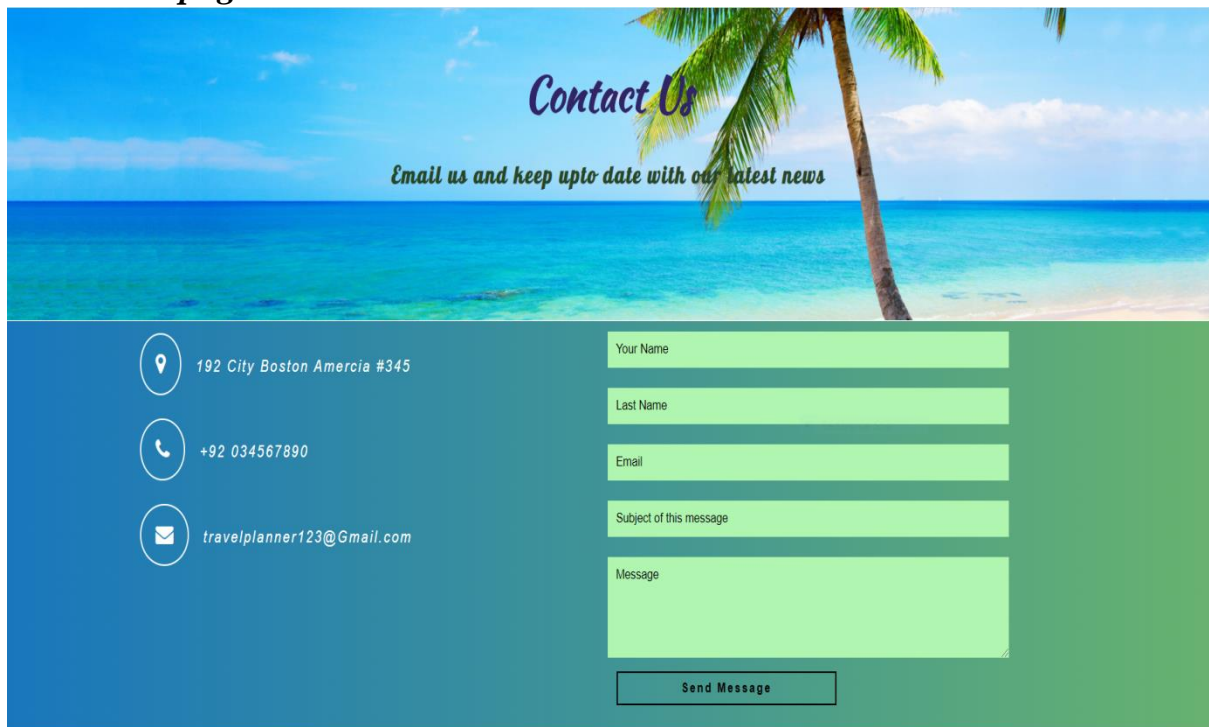 Contact Us
Email us and keep upto date with our latest news
192 City Boston Amercia #345
+92 034567890
travelplanner123@Gmail.com
Your Name
Last Name
Email
Subject of this message
Message
Send Message